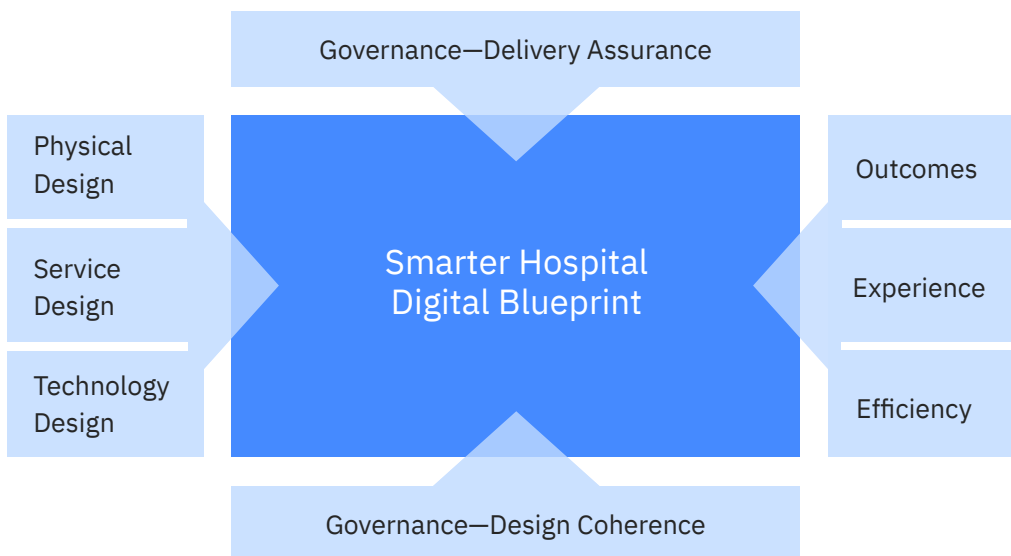 Governance—Delivery Assurance
Physical
Design
Service
Design
Technology
Design
Smarter Hospital
Digital Blueprint
Outcomes
Experience
Efficiency
Governance—Design Coherence